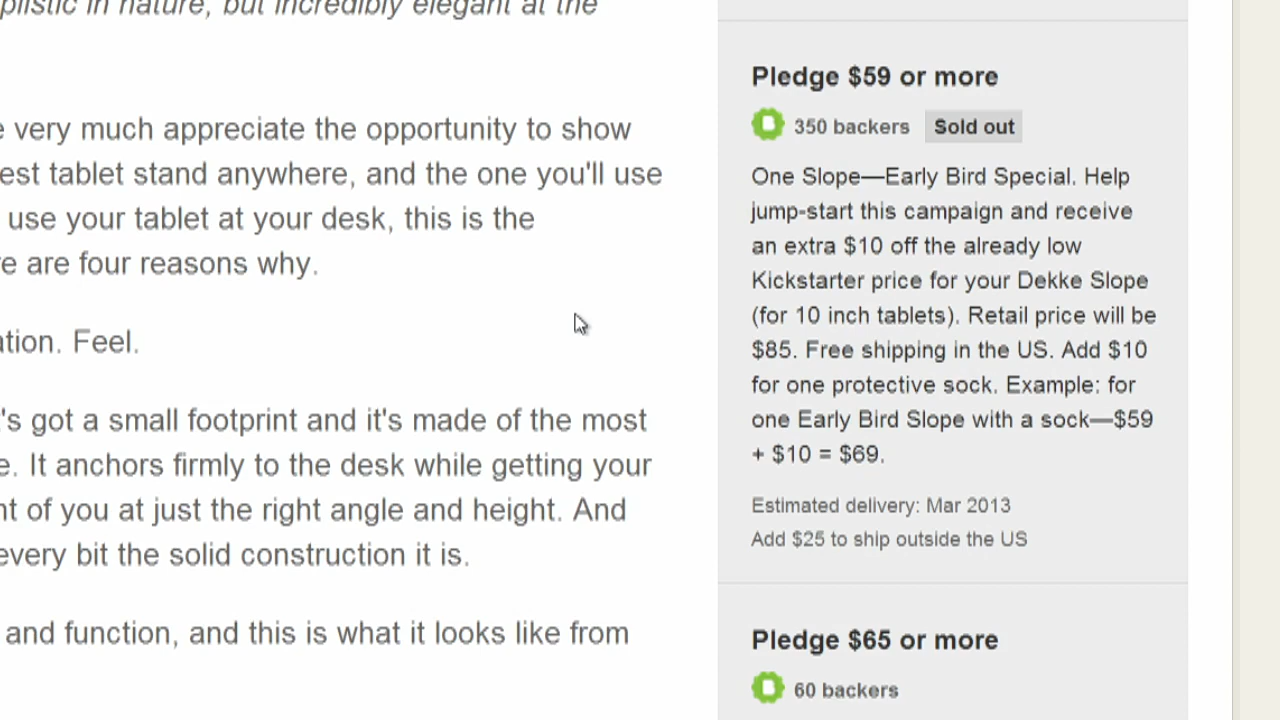 plistic in nature, but incredibly elegant at the
very much appreciate the opportunity to show
est tablet stand anywhere, and the one you'll use
use your tablet at your desk, this is the
e are four reasons why.
ation. Feel.
's got a small footprint and it's made of the most
e. It anchors firmly to the desk while getting your
nt of you at just the right angle and height. And
every bit the solid construction it is.
and function, and this is what it looks like from
Pledge $59 or more
350 backers Sold out
One Slope—Early Bird Special. Help
jump-start this campaign and receive
an extra $10 off the already low
Kickstarter price for your Dekke Slope
(for 10 inch tablets). Retail price will be
$85. Free shipping in the US. Add $10
for one protective sock. Example: for
one Early Bird Slope with a sock—$59
+ $10 = $69.
Estimated delivery: Mar 2013
Add $25 to ship outside the US
Pledge $65 or more
60 backers